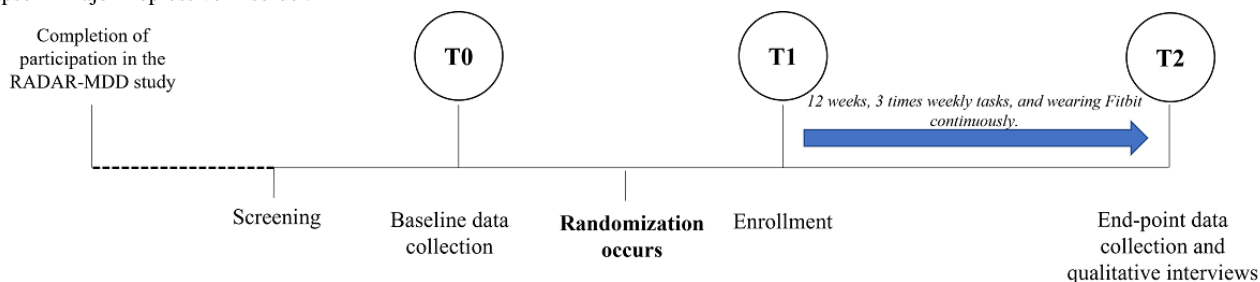 Completion of
participation in the
RADAR-MDD study
T0
T1
T2
12 weeks, 3 times weekly tasks, and wearing Fitbit
continuously.
Screening
Baseline data
collection
Randomization
occurs
Enrollment
End-point data
collection and
qualitative interviews